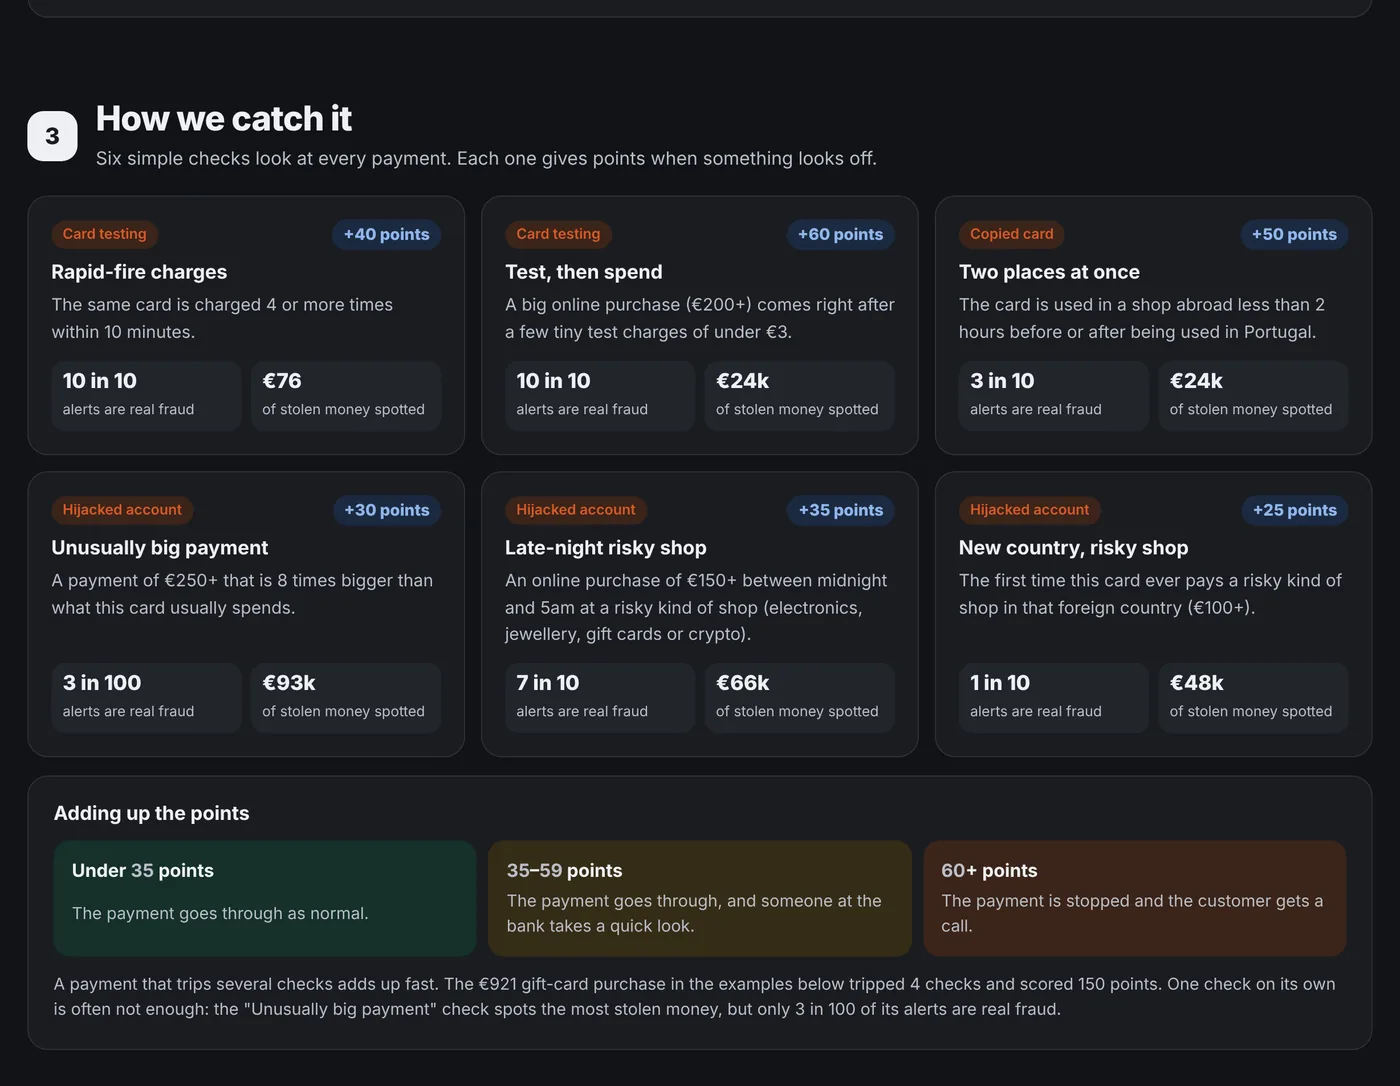 3
How we catch it
Six simple checks look at every payment. Each one gives points when something looks off.
Card testing
+40 points
Rapid-fire charges
The same card is charged 4 or more times
within 10 minutes.
10 in 10
alerts are real fraud
€76
of stolen money spotted
Card testing
+60 points
Test, then spend
A big online purchase (€200+) comes right after
a few tiny test charges of under €3.
10 in 10
alerts are real fraud
€24k
of stolen money spotted
Copied card
+50 points
Two places at once
The card is used in a shop abroad less than 2
hours before or after being used in Portugal.
3 in 10
alerts are real fraud
€24k
of stolen money spotted
Hijacked account
+30 points
Unusually big payment
A payment of €250+ that is 8 times bigger than
what this card usually spends.
3 in 100
alerts are real fraud
€93k
of stolen money spotted
Hijacked account
+35 points
Late-night risky shop
An online purchase of €150+ between midnight
and 5am at a risky kind of shop (electronics,
jewellery, gift cards or crypto).
7 in 10
alerts are real fraud
€66k
of stolen money spotted
Hijacked account
+25 points
New country, risky shop
The first time this card ever pays a risky kind of
shop in that foreign country (€100+).
1 in 10
alerts are real fraud
€48k
of stolen money spotted
Adding up the points
Under 35 points
The payment goes through as normal.
35–59 points
The payment goes through, and someone at the
bank takes a quick look.
60+ points
The payment is stopped and the customer gets a
call.
A payment that trips several checks adds up fast. The €921 gift-card purchase in the examples below tripped 4 checks and scored 150 points. One check on its own
is often not enough: the "Unusually big payment" check spots the most stolen money, but only 3 in 100 of its alerts are real fraud.